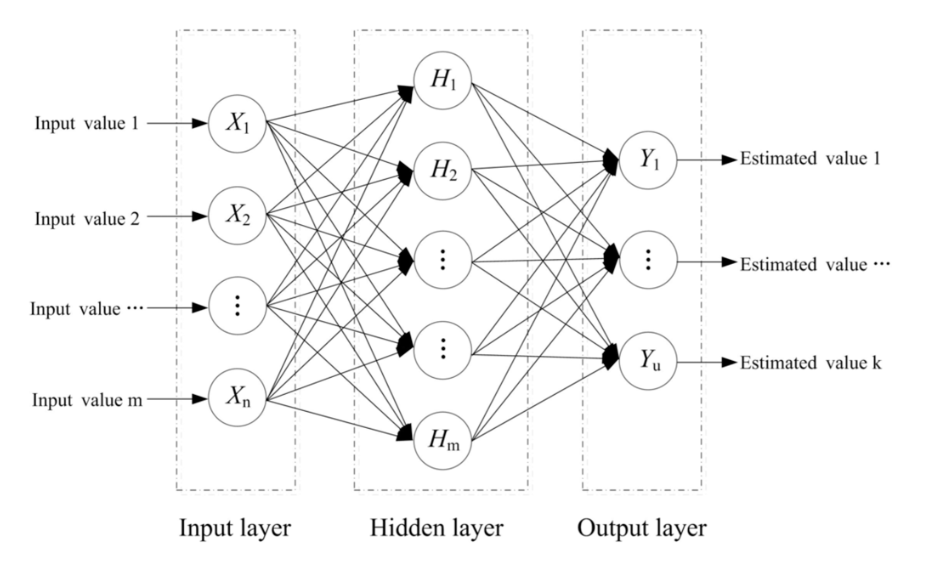 Input value 1
Input value 2
Input value ···
Input value m
X1
X2
⋮
Xn
H1
H2
⋮
⋮
Hm
Y1
⋮
Yu
Estimated value 1
Estimated value ···
Estimated value k
Input layer
Hidden layer
Output layer